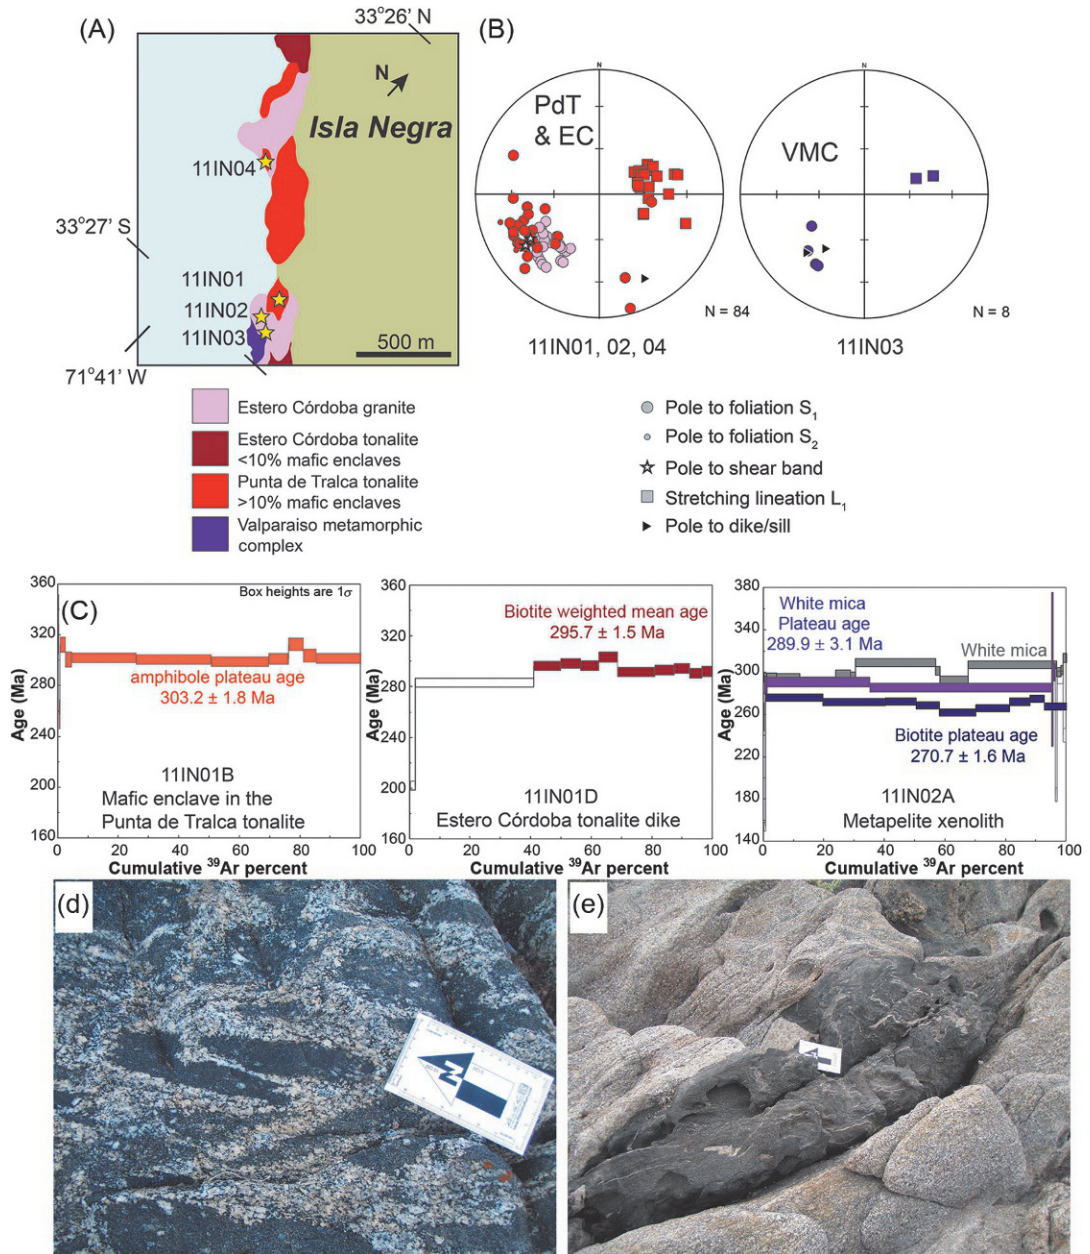 (A)
33°26' N
N
Isla Negra
11IN04
33°27' S
11IN01
11IN02
11IN03
500 m
71°41' W
(B)
N
PdT
& EC
N = 84
11IN01, 02, 04
N
VMC
N = 8
11IN03
Estero Córdoba granite
Estero Córdoba tonalite
<10% mafic enclaves
Punta de Tralca tonalite
>10% mafic enclaves
Valparaiso metamorphic
complex
Pole to foliation S1
Pole to foliation S2
Pole to shear band
Stretching lineation L1
Pole to dike/sill
(C)
Box heights are 1σ
360
320
280
240
200
160
Age (Ma)
amphibole plateau age
303.2 ± 1.8 Ma
11IN01B
Mafic enclave in the
Punta de Tralca tonalite
0 20 40 60 80 100
Cumulative 39Ar percent
360
320
280
240
200
160
Age (Ma)
Biotite weighted mean age
295.7 ± 1.5 Ma
11IN01D
Estero Córdoba tonalite dike
0 20 40 60 80 100
Cumulative 39Ar percent
380
340
300
260
220
180
140
Age (Ma)
White mica
Plateau age
289.9 ± 3.1 Ma
White mica
Biotite plateau age
270.7 ± 1.6 Ma
11IN02A
Metapelite xenolith
0 20 40 60 80 100
Cumulative 39Ar percent
(d)
N
(e)